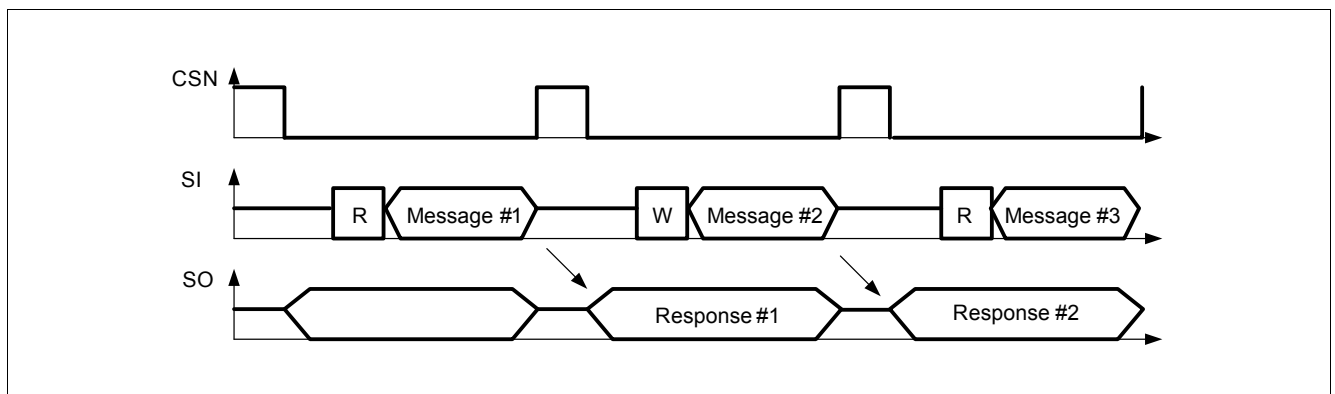 CSN
SI
R Message #1 W Message #2 R Message #3
SO
Response #1 Response #2